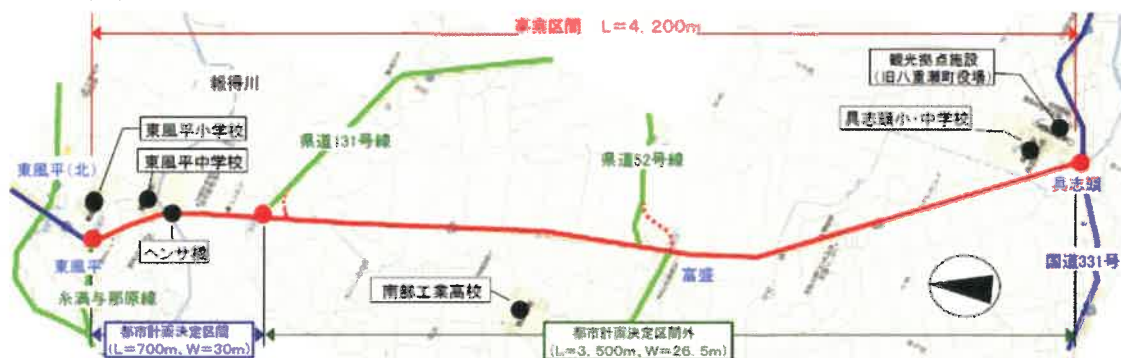 事業区間 L=4,200m
報得川
観光拠点施設
(旧八重瀬町役場)
東風平小学校
県道131号線
具志頭小・中学校
東風平(北)
東風平中学校
県道52号線
具志頭
ヘンサ橋
東風平
富盛
国道331号
糸満与那原線
南部工業高校
都市計画決定区間
(L=700m、W=30m)
都市計画決定区間外
(L=3,500m、W=26.5m)